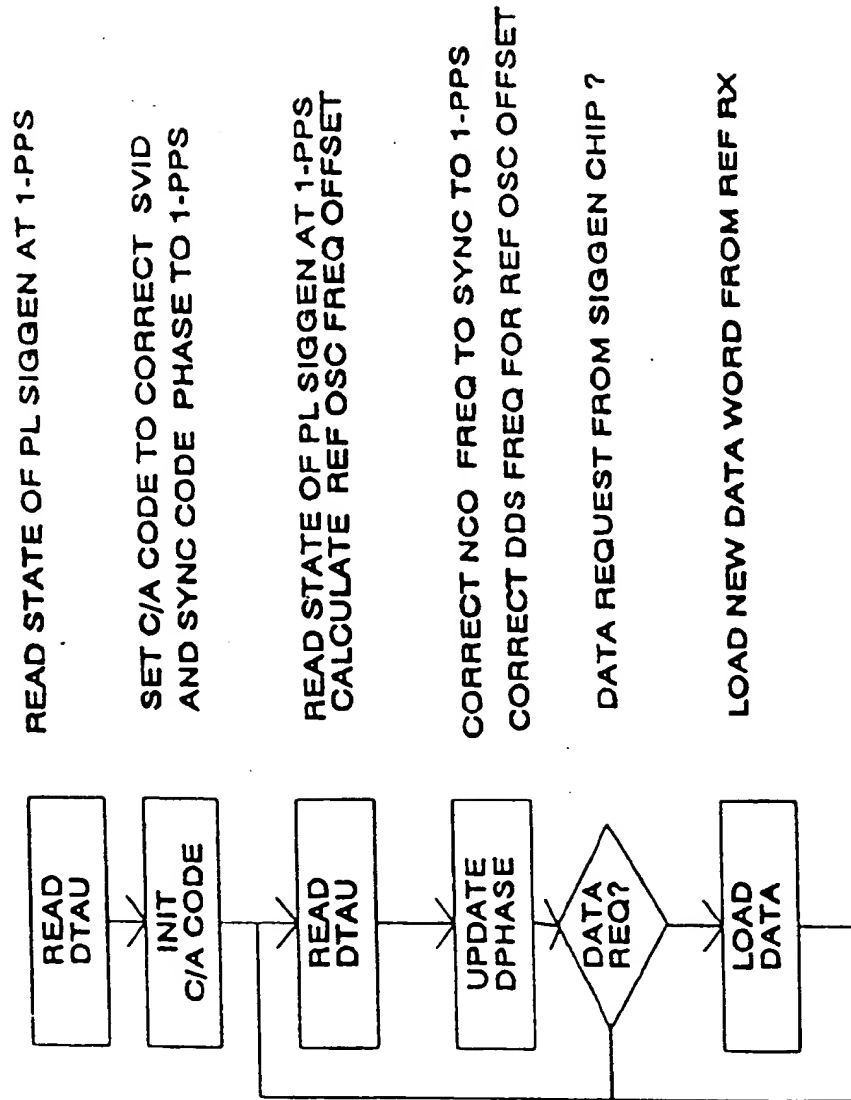 READ
DTAU
READ STATE OF PL SIGGEN AT 1-PPS
INIT
C/A CODE
SET C/A CODE TO CORRECT SVID
AND SYNC CODE PHASE TO 1-PPS
READ
DTAU
READ STATE OF PL SIGGEN AT 1-PPS
CALCULATE REF OSC FREQ OFFSET
UPDATE
DPHASE
CORRECT NCO FREQ TO SYNC TO 1-PPS
CORRECT DDS FREQ FOR REF OSC OFFSET
DATA
REQ?
DATA REQUEST FROM SIGGEN CHIP ?
LOAD
DATA
LOAD NEW DATA WORD FROM REF RX